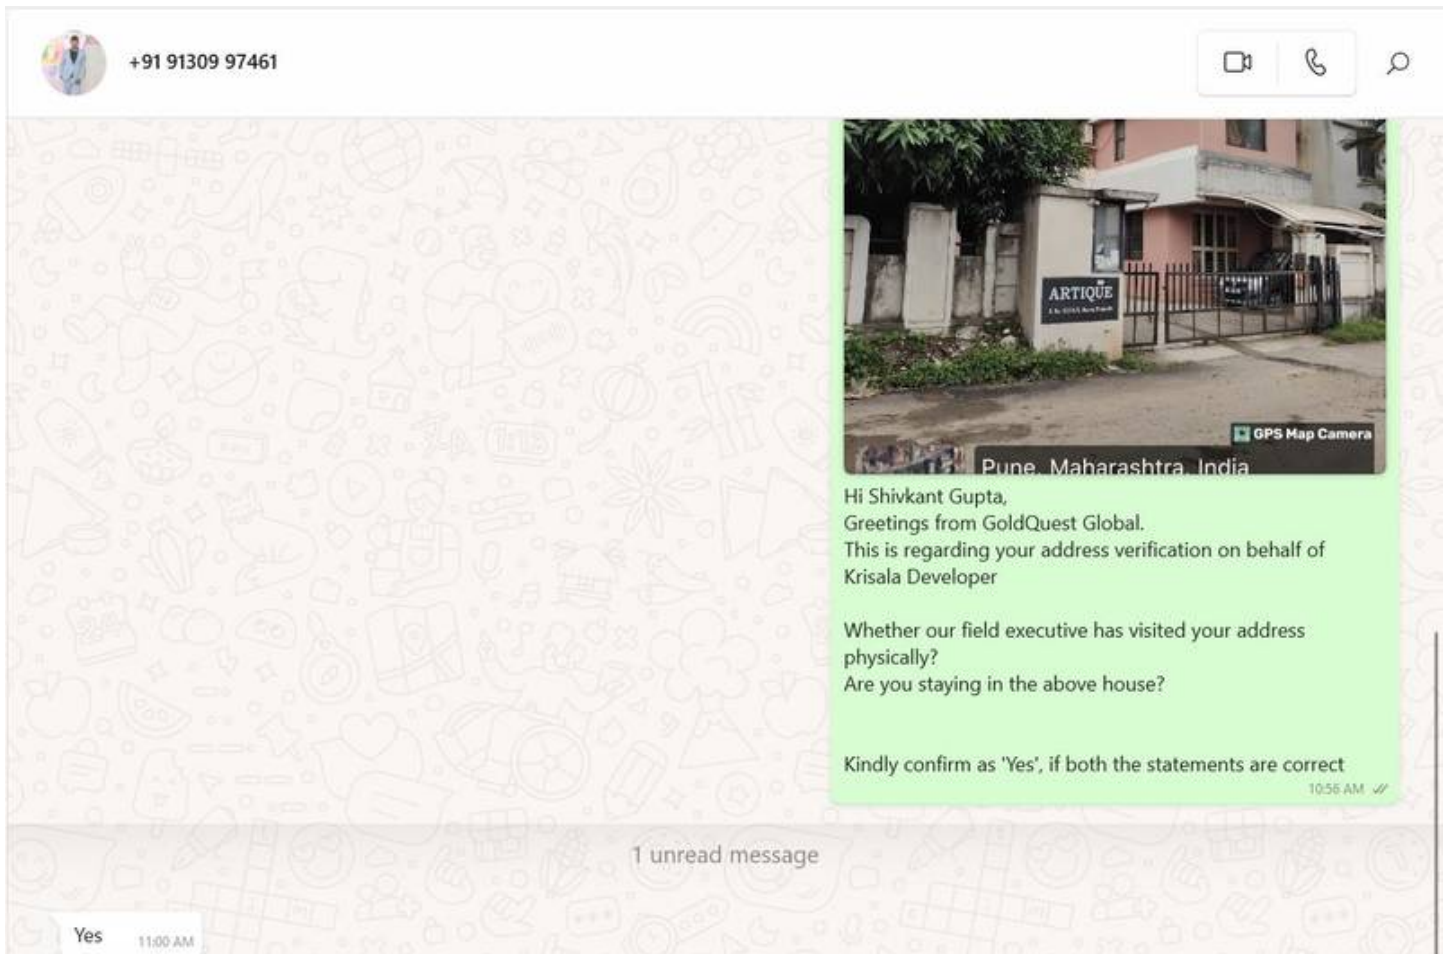 +91 91309 97461
ARTIQUE
GPS Map Camera
Pune, Maharashtra, India
Hi Shivkant Gupta,
Greetings from GoldQuest Global.
This is regarding your address verification on behalf of
Krisala Developer
Whether our field executive has visited your address
physically?
Are you staying in the above house?
Kindly confirm as 'Yes', if both the statements are correct
10:56 AM
1 unread message
Yes
11:00 AM